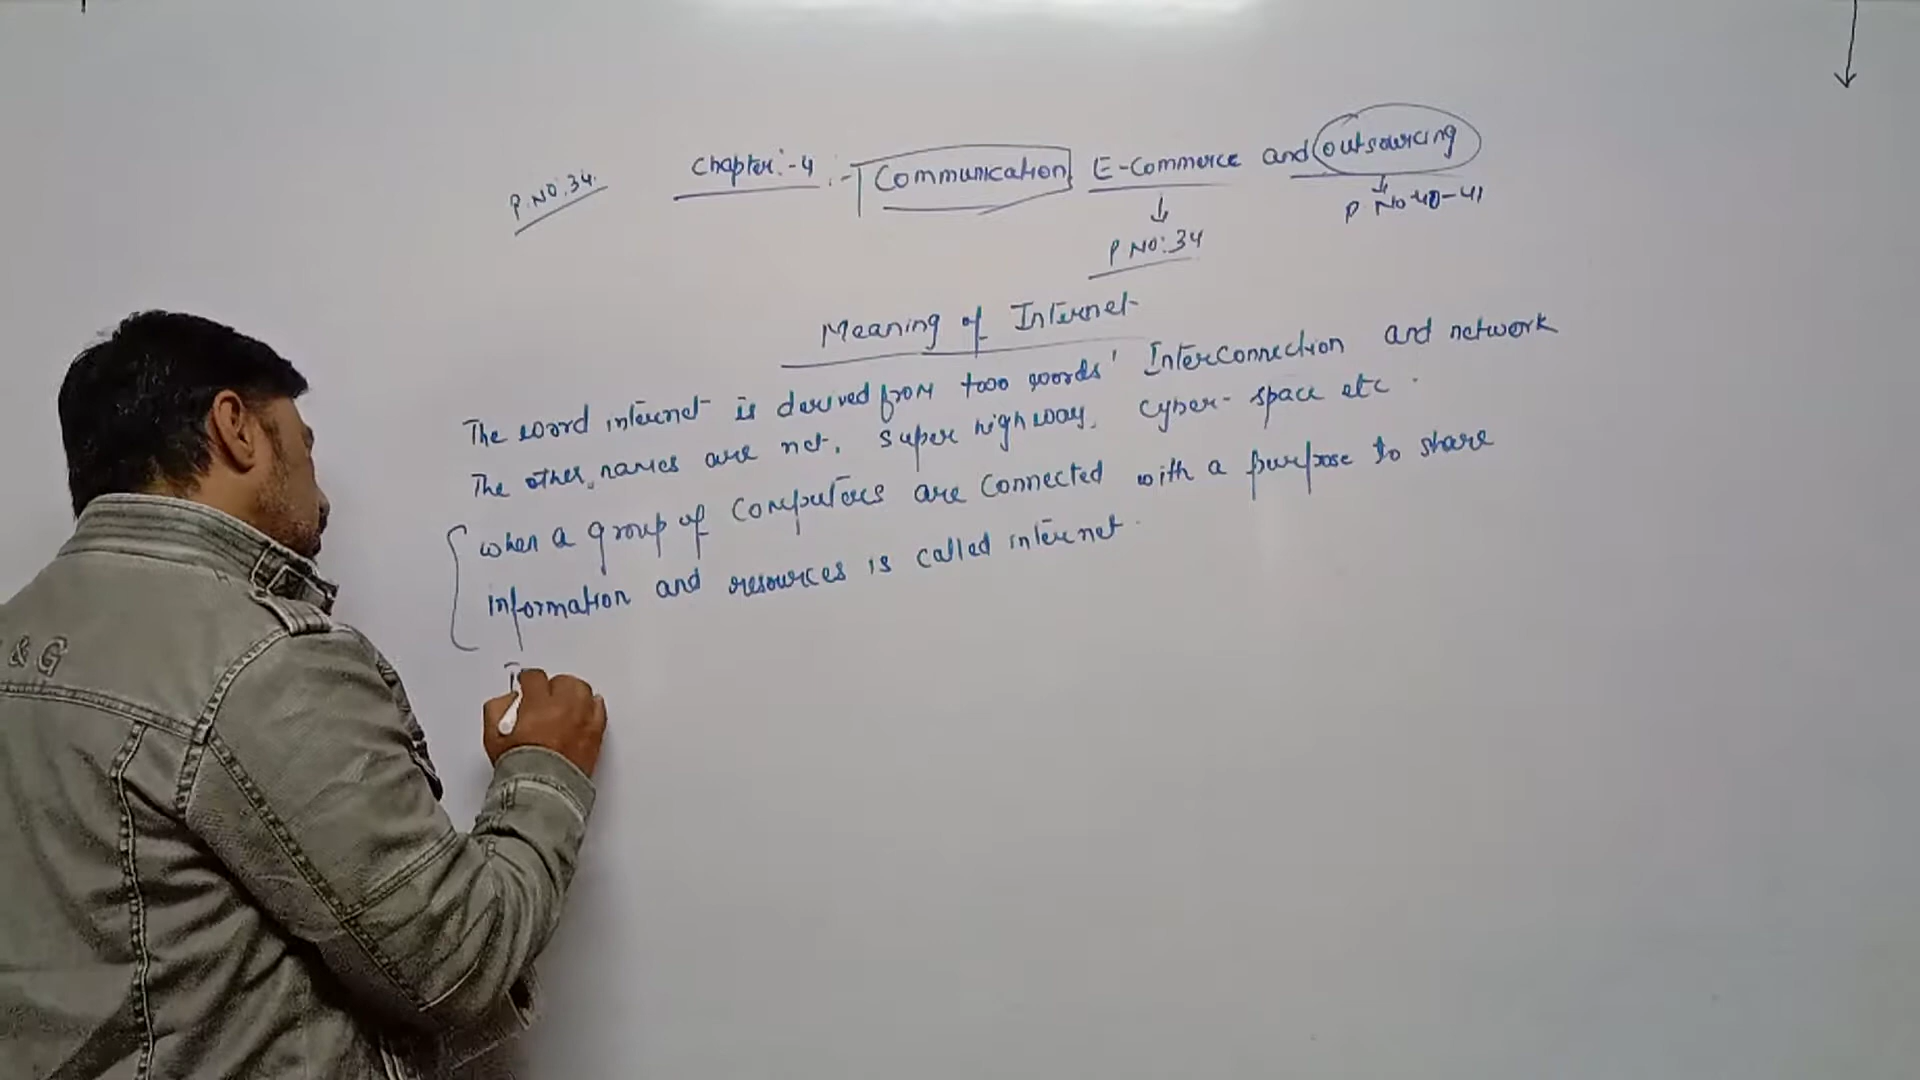 P.NO:34.
Chapter:-4 :- Communication E-Commerce and outsourcing
P No 40-41
P NO:34
Meaning of Internet
The word internet is derived from two words' Interconnection and network
The other names are net, super highway, cyber-space etc.
when a group of computers are connected with a purpose to share
information and resources is called internet.
& G